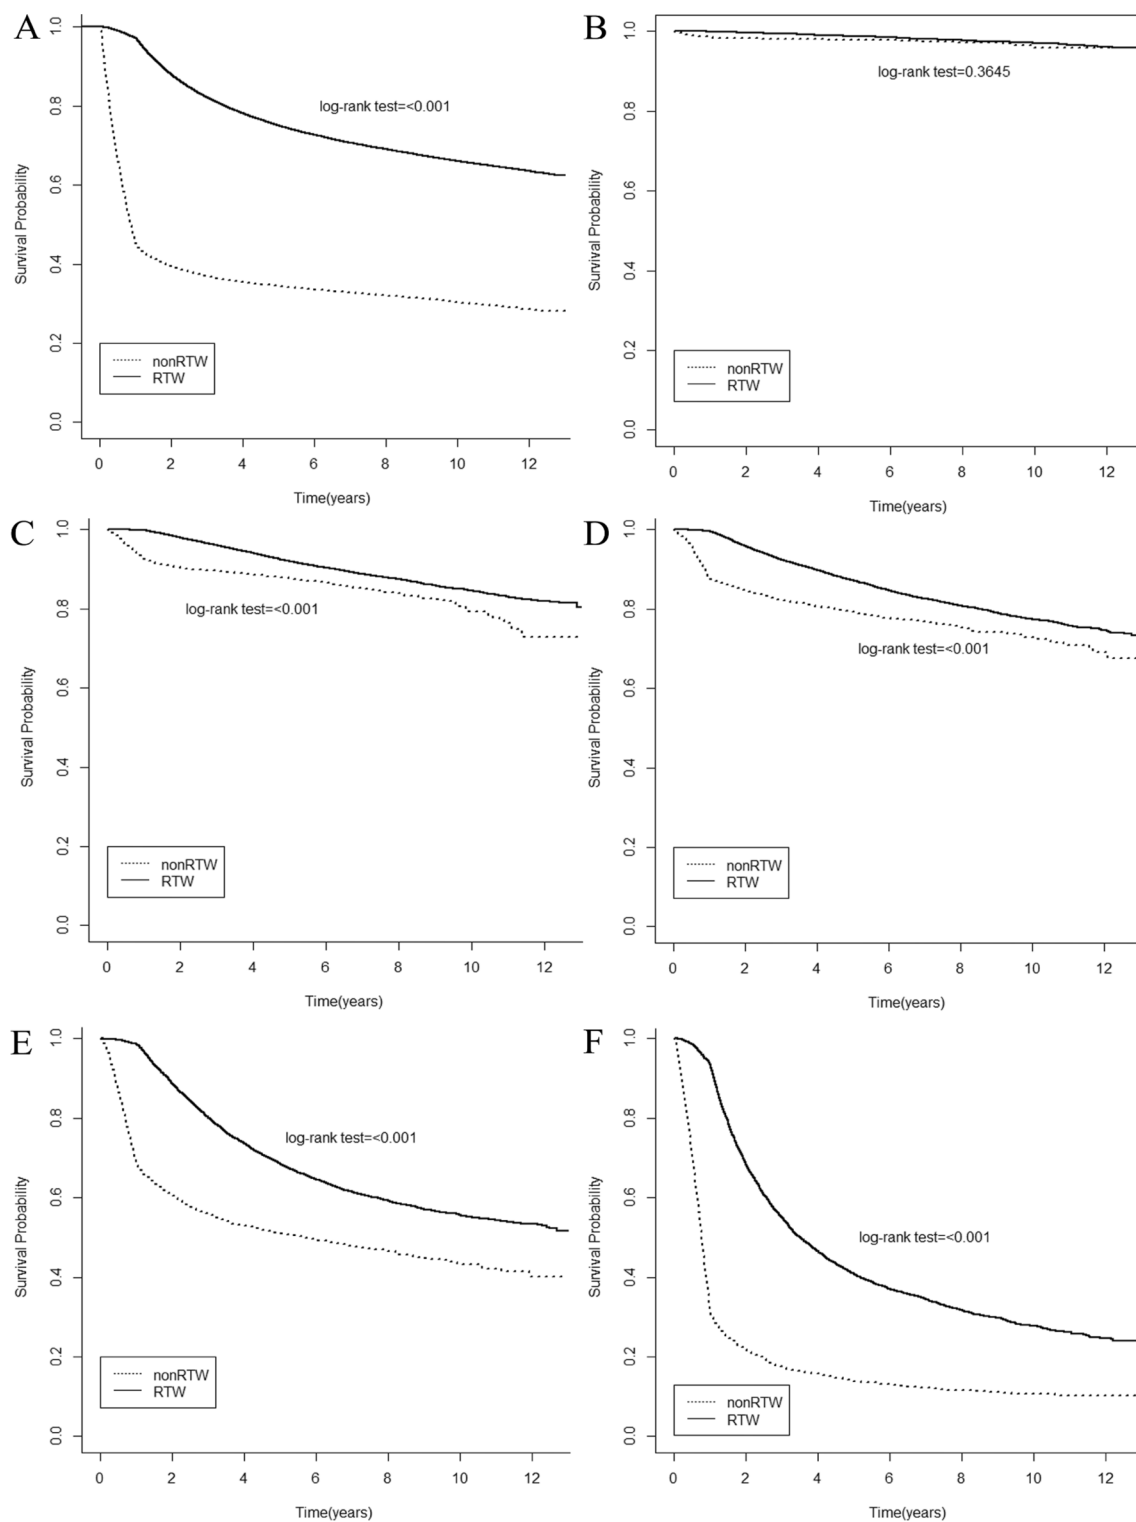 A
1.0
0.8
0.6
0.4
0.2
0.0
Survival Probability
log-rank test=<0.001
nonRTW
RTW
0 2 4 6 8 10 12
Time(years)
B
1.0
0.8
0.6
0.4
0.2
0.0
Survival Probability
log-rank test=0.3645
nonRTW
RTW
0 2 4 6 8 10 12
Time(years)
C
1.0
0.8
0.6
0.4
0.2
0.0
Survival Probability
log-rank test=<0.001
nonRTW
RTW
0 2 4 6 8 10 12
Time(years)
D
1.0
0.8
0.6
0.4
0.2
0.0
Survival Probability
log-rank test=<0.001
nonRTW
RTW
0 2 4 6 8 10 12
Time(years)
E
1.0
0.8
0.6
0.4
0.2
0.0
Survival Probability
log-rank test=<0.001
nonRTW
RTW
0 2 4 6 8 10 12
Time(years)
F
1.0
0.8
0.6
0.4
0.2
0.0
Survival Probability
log-rank test=<0.001
nonRTW
RTW
0 2 4 6 8 10 12
Time(years)